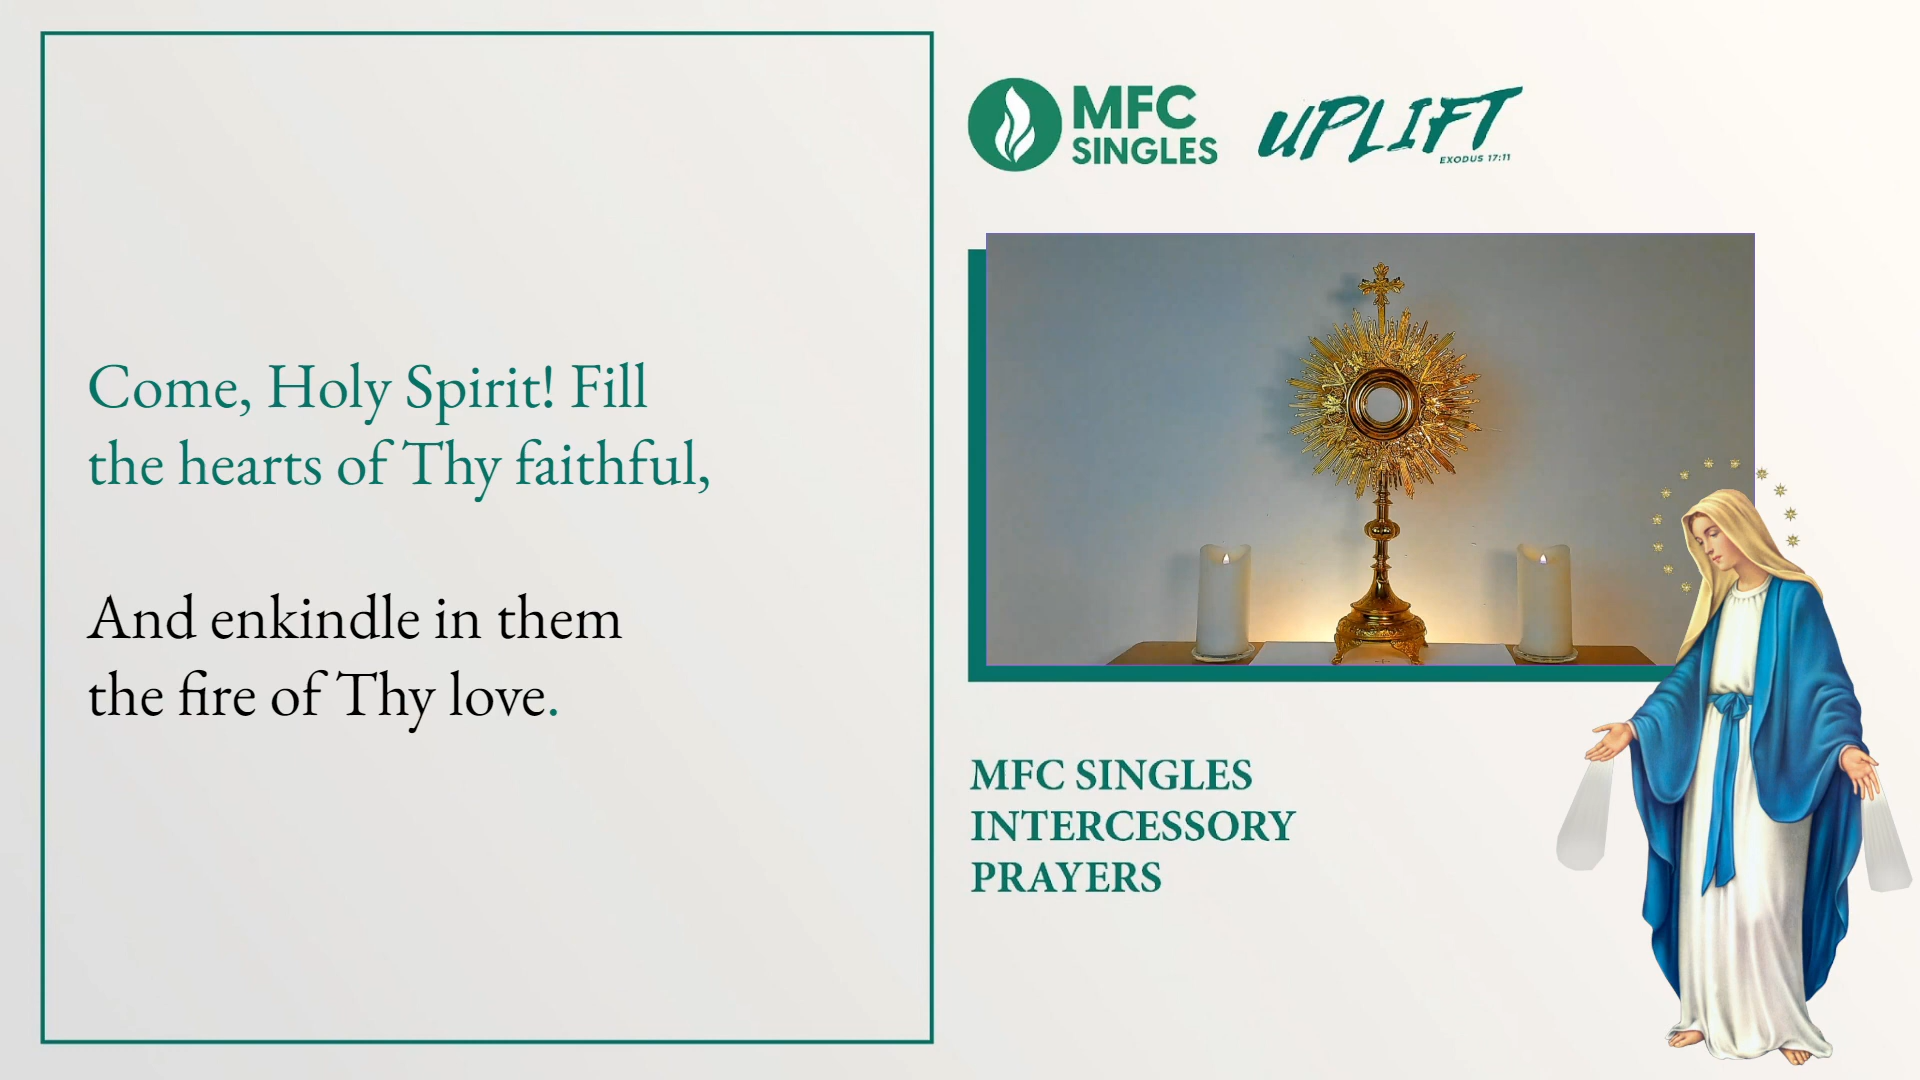 Come, Holy Spirit! Fill
the hearts of Thy faithful,
And enkindle in them
the fire of Thy love.
MFC
SINGLES
UPLIFT
EXODUS 17:11
MFC SINGLES
INTERCESSORY
PRAYERS